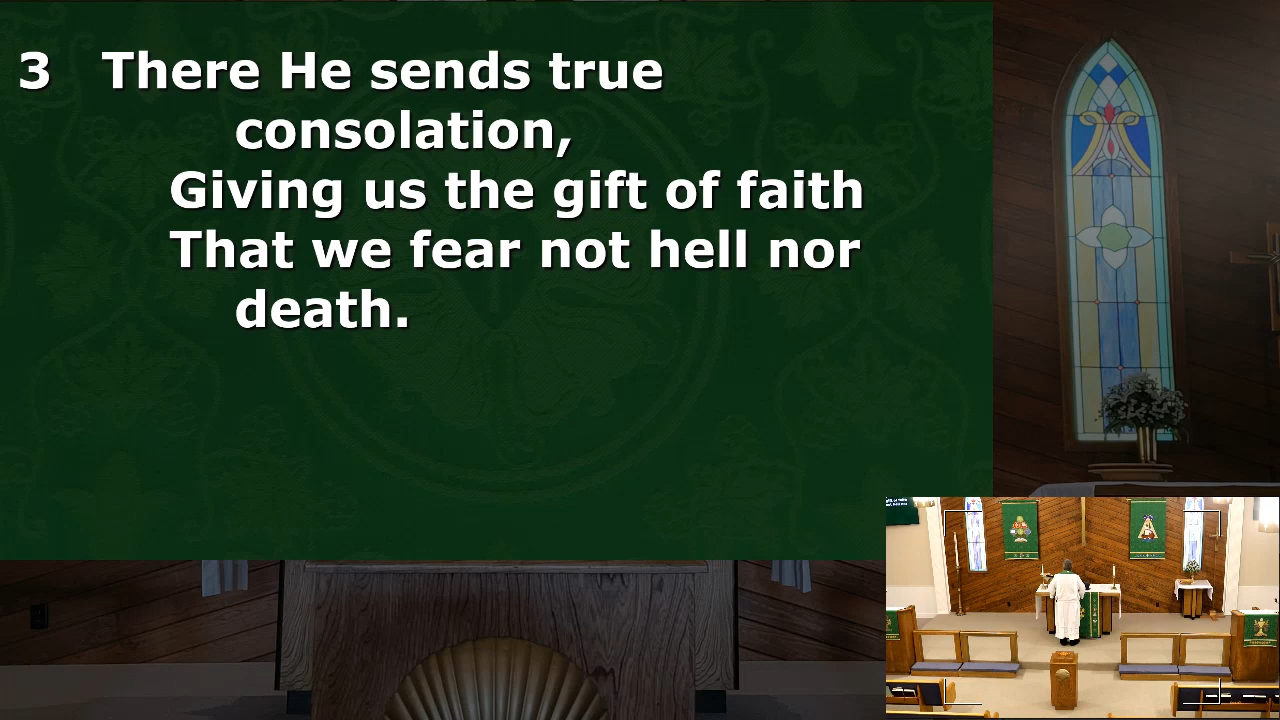 3 There He sends true
consolation,
Giving us the gift of faith
That we fear not hell nor
death.